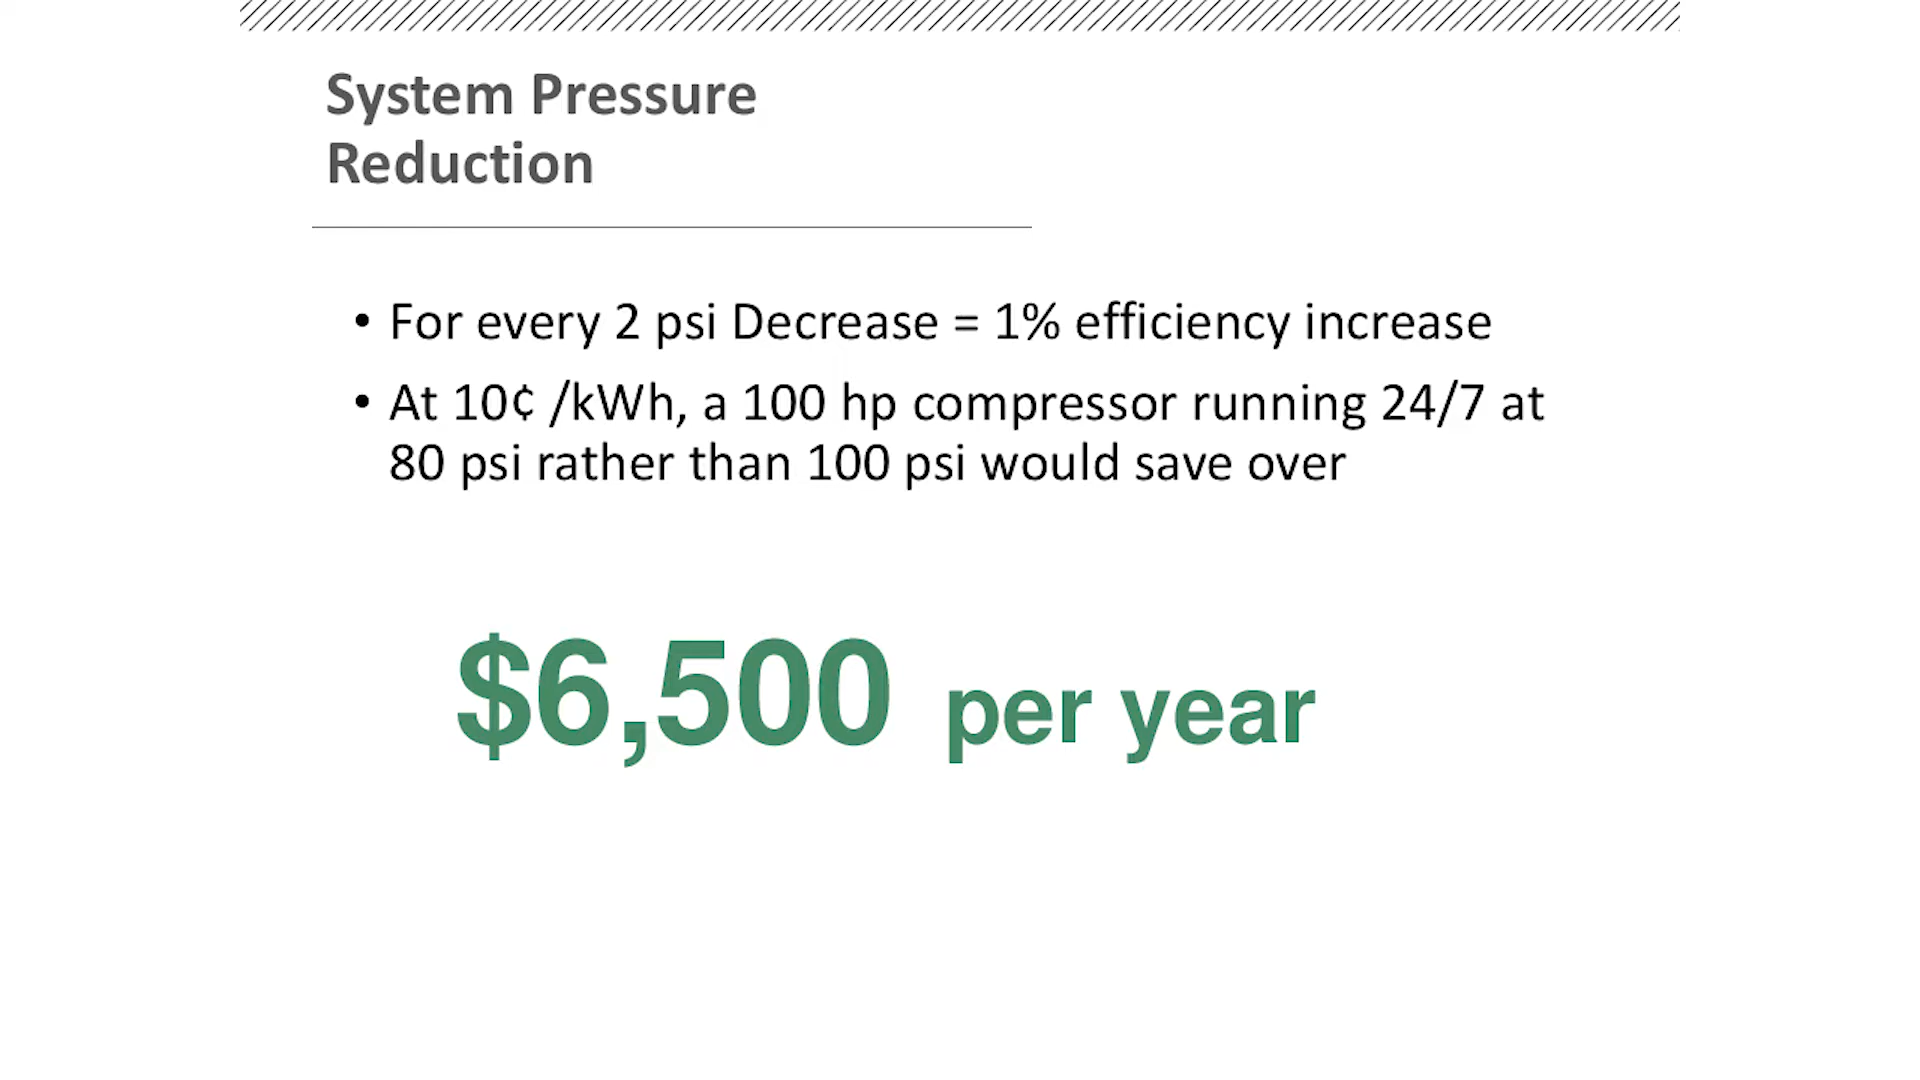 System Pressure
Reduction
• For every 2 psi Decrease = 1% efficiency increase
• At 10¢ /kWh, a 100 hp compressor running 24/7 at
80 psi rather than 100 psi would save over
$6,500 per year